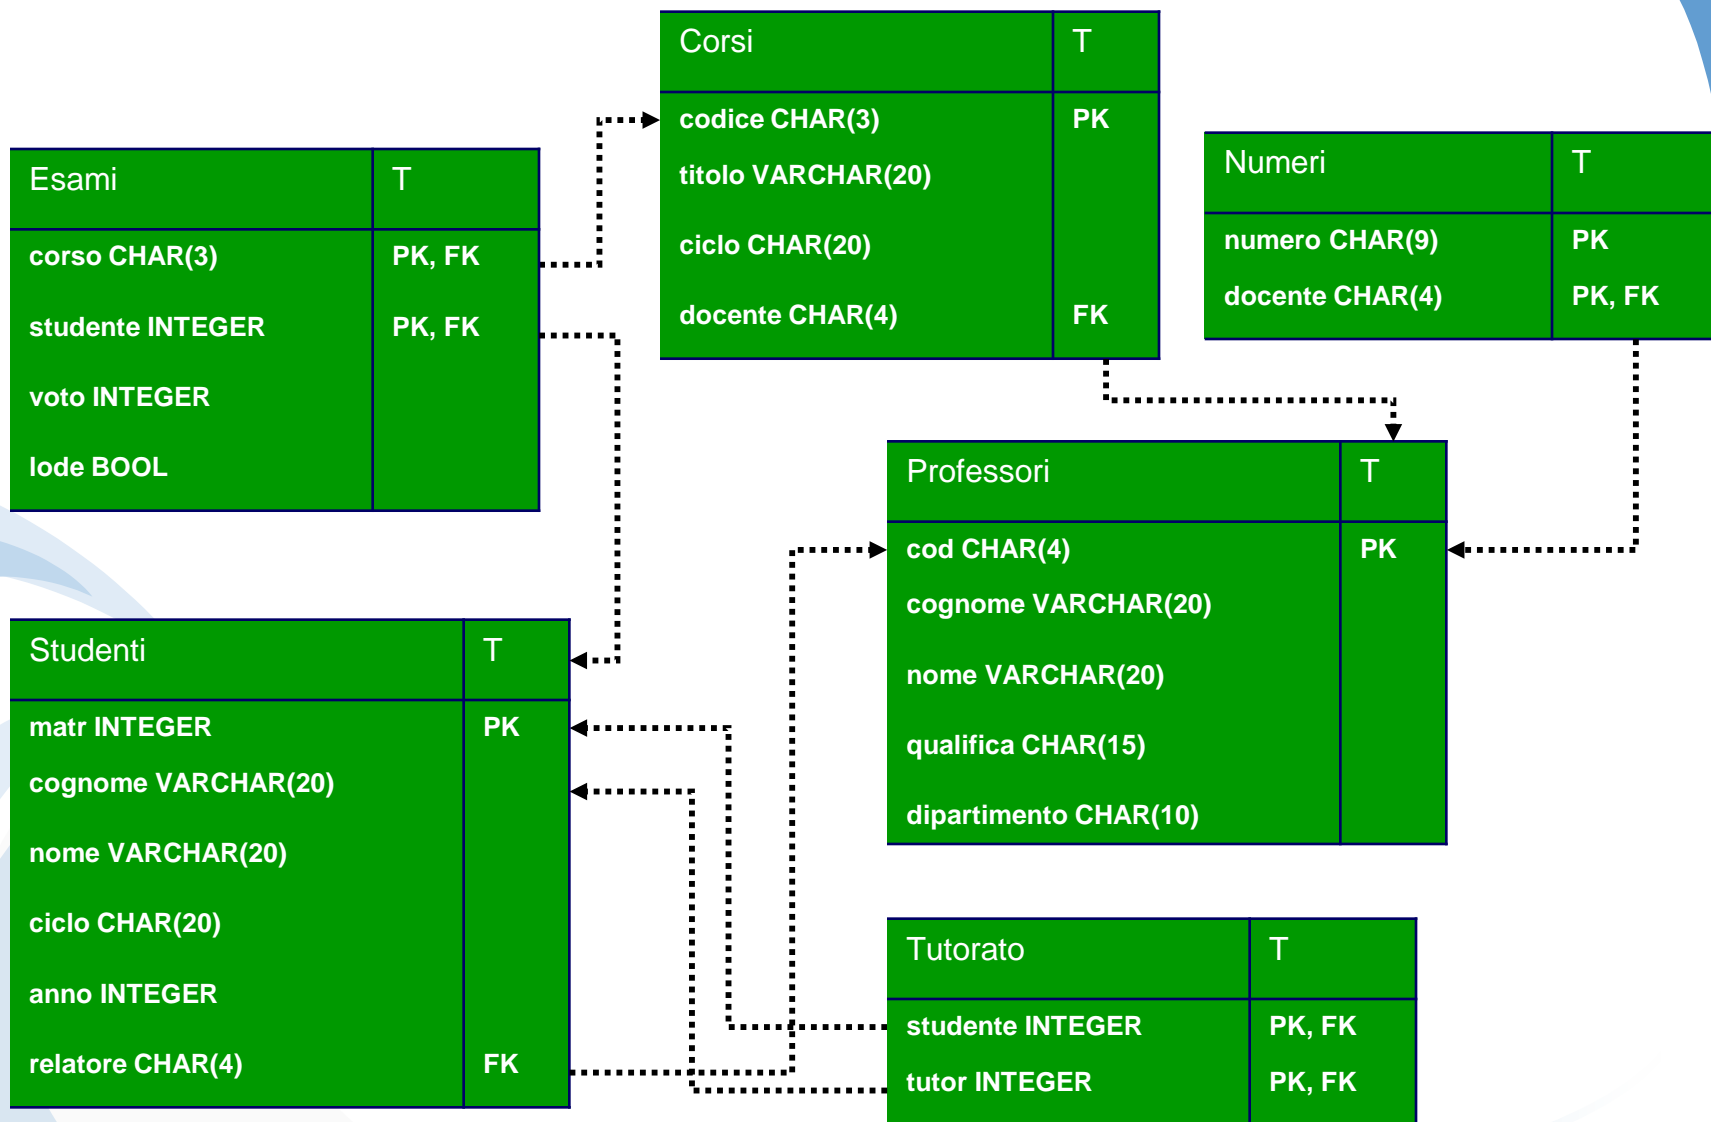 Corsi T
codice CHAR(3) PK
titolo VARCHAR(20)
ciclo CHAR(20)
docente CHAR(4) FK
Numeri T
numero CHAR(9) PK
docente CHAR(4) PK, FK
Esami T
corso CHAR(3) PK, FK
studente INTEGER PK, FK
voto INTEGER
lode BOOL
Professori T
cod CHAR(4) PK
cognome VARCHAR(20)
nome VARCHAR(20)
qualifica CHAR(15)
dipartimento CHAR(10)
Studenti T
matr INTEGER PK
cognome VARCHAR(20)
nome VARCHAR(20)
ciclo CHAR(20)
anno INTEGER
relatore CHAR(4) FK
Tutorato T
studente INTEGER PK, FK
tutor INTEGER PK, FK